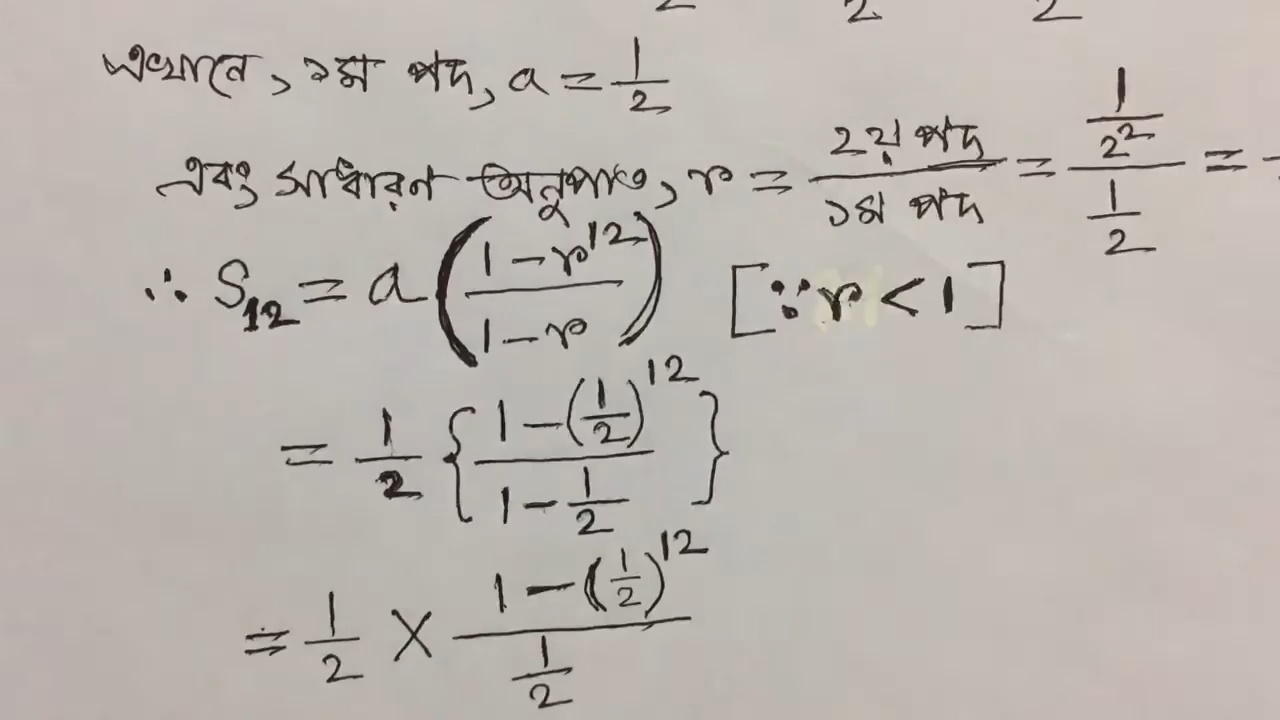 এখানে, ১ম পদ, a = 1/2
এবং সাধারন অনুপাত, r = ২য় পদ/১ম পদ = (1/2²)/(1/2) =
∴ S₁₂ = a((1-r¹²)/(1-r)) [∵ r < 1]
= 1/2 {(1-(1/2)¹²)/(1-1/2)}
= 1/2 × (1-(1/2)¹²)/(1/2)